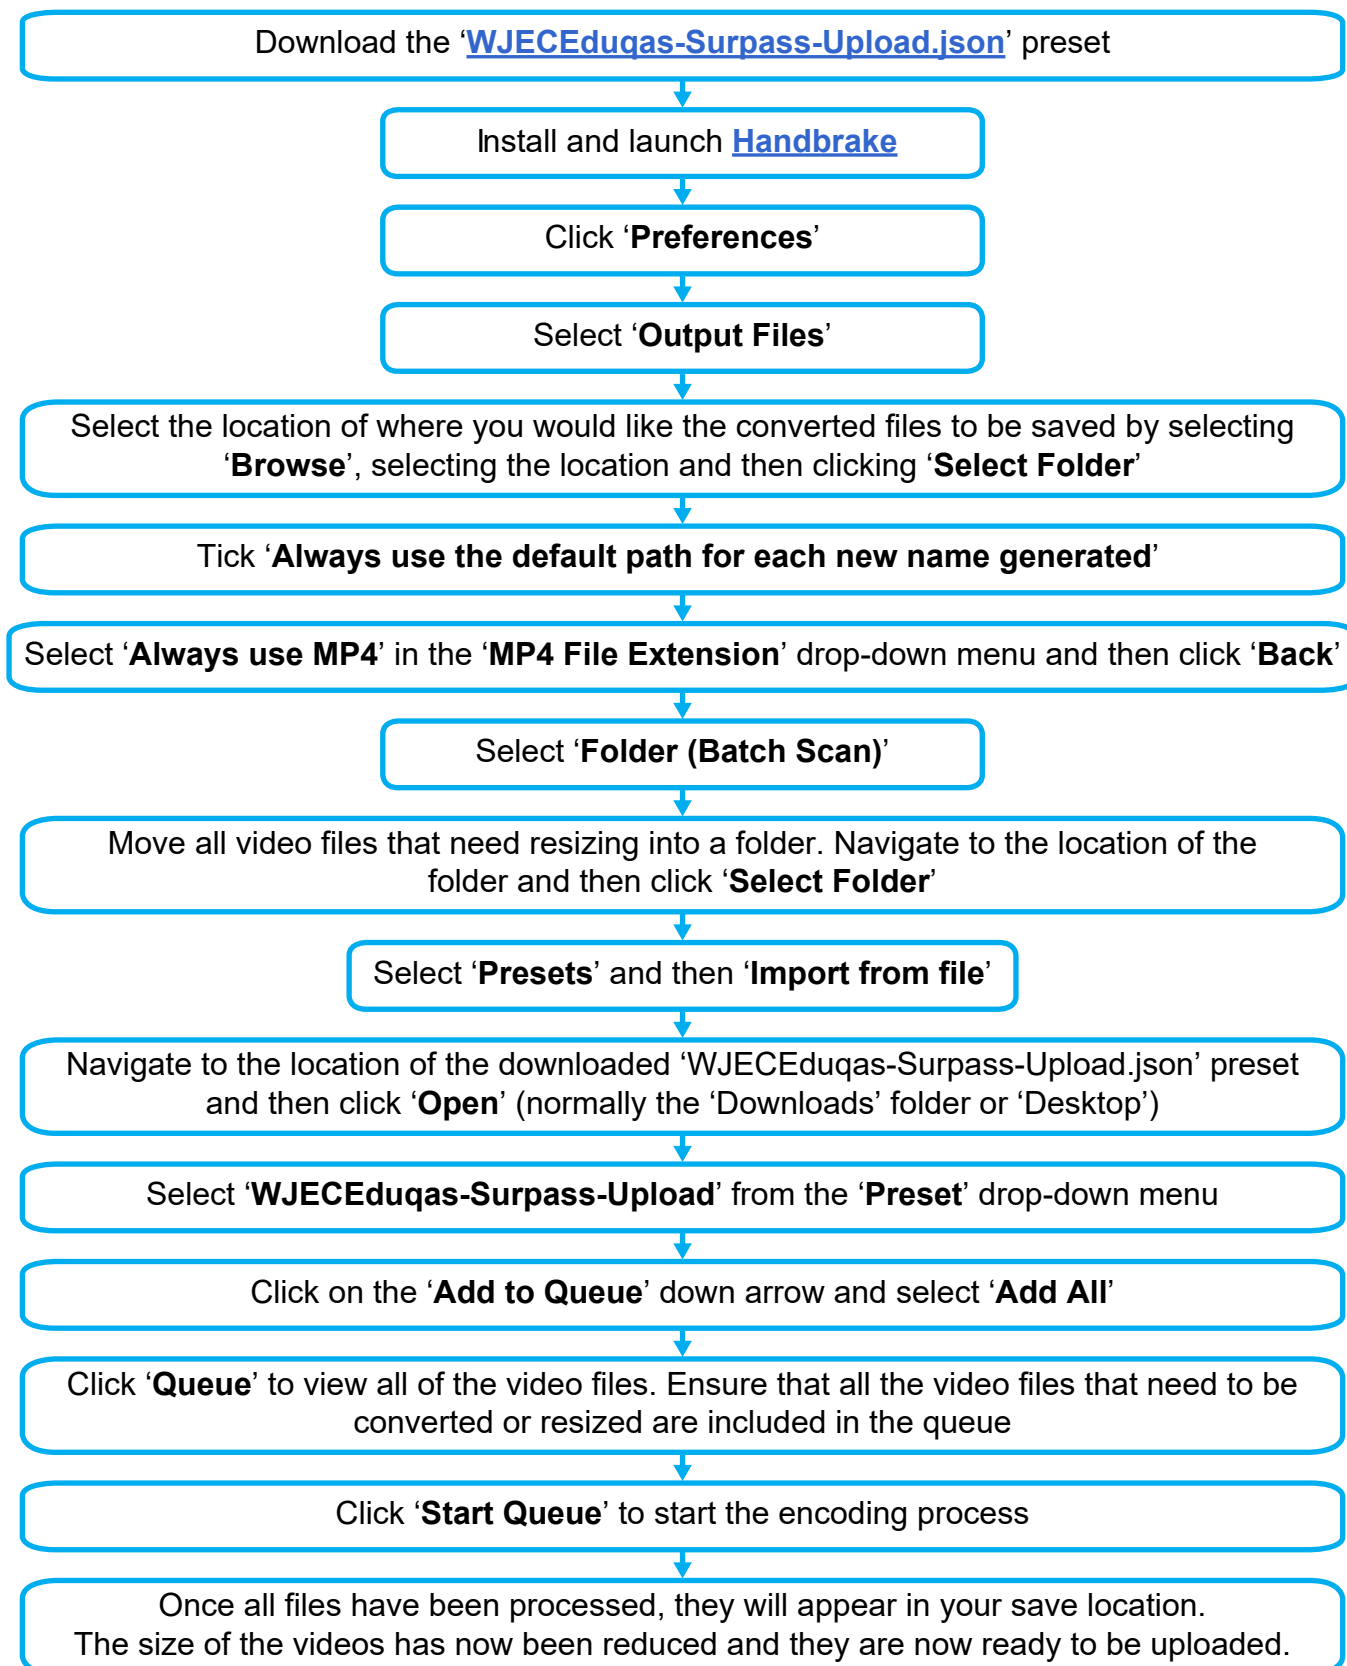 Download the ‘WJECEduqas-Surpass-Upload.json’ preset
Install and launch Handbrake
Click ‘Preferences’
Select ‘Output Files’
Select the location of where you would like the converted files to be saved by selecting
‘Browse’, selecting the location and then clicking ‘Select Folder’
Tick ‘Always use the default path for each new name generated’
Select ‘Always use MP4’ in the ‘MP4 File Extension’ drop-down menu and then click ‘Back’
Select ‘Folder (Batch Scan)’
Move all video files that need resizing into a folder. Navigate to the location of the
folder and then click ‘Select Folder’
Select ‘Presets’ and then ‘Import from file’
Navigate to the location of the downloaded ‘WJECEduqas-Surpass-Upload.json’ preset
and then click ‘Open’ (normally the ‘Downloads’ folder or ‘Desktop’)
Select ‘WJECEduqas-Surpass-Upload’ from the ‘Preset’ drop-down menu
Click on the ‘Add to Queue’ down arrow and select ‘Add All’
Click ‘Queue’ to view all of the video files. Ensure that all the video files that need to be
converted or resized are included in the queue
Click ‘Start Queue’ to start the encoding process
Once all files have been processed, they will appear in your save location.
The size of the videos has now been reduced and they are now ready to be uploaded.